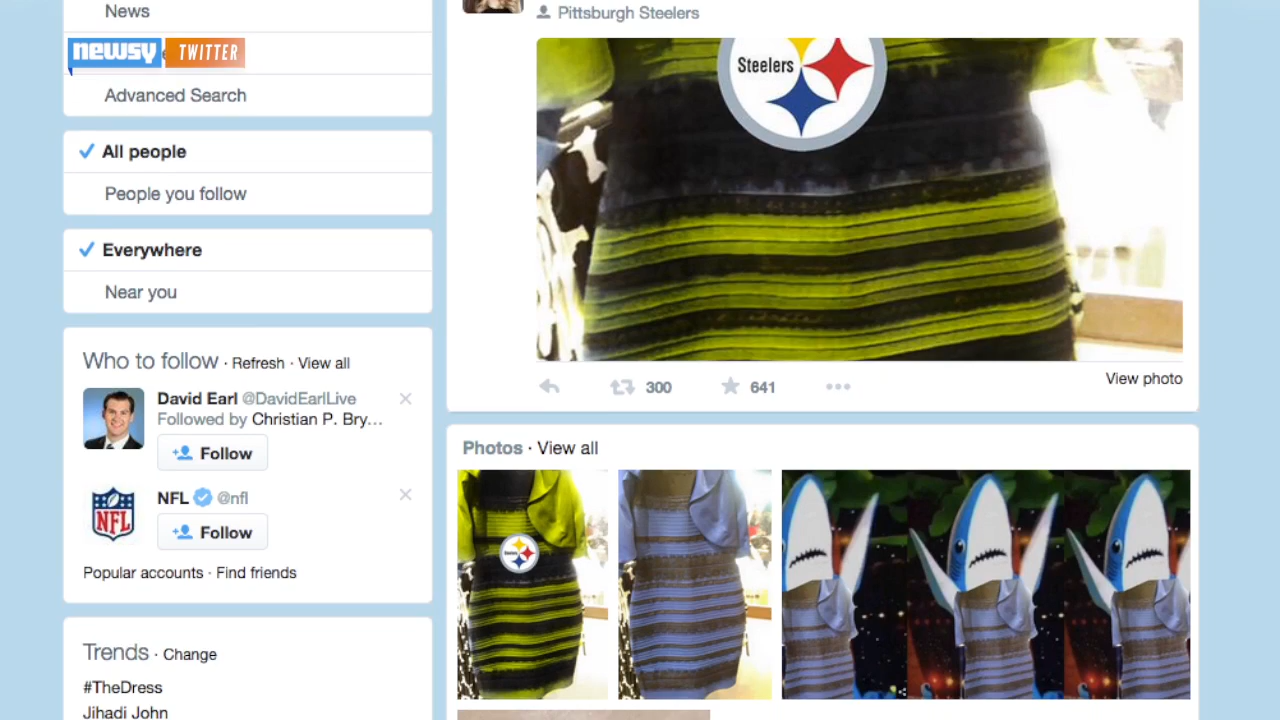 News
newsy TWITTER
Advanced Search
All people
People you follow
Everywhere
Near you
Who to follow · Refresh · View all
David Earl @DavidEarlLive
Followed by Christian P. Bry...
Follow
NFL @nfl
NFL
Follow
Popular accounts · Find friends
Trends · Change
#TheDress
Jihadi John
Pittsburgh Steelers
Steelers
300 641
View photo
Photos · View all
Steelers